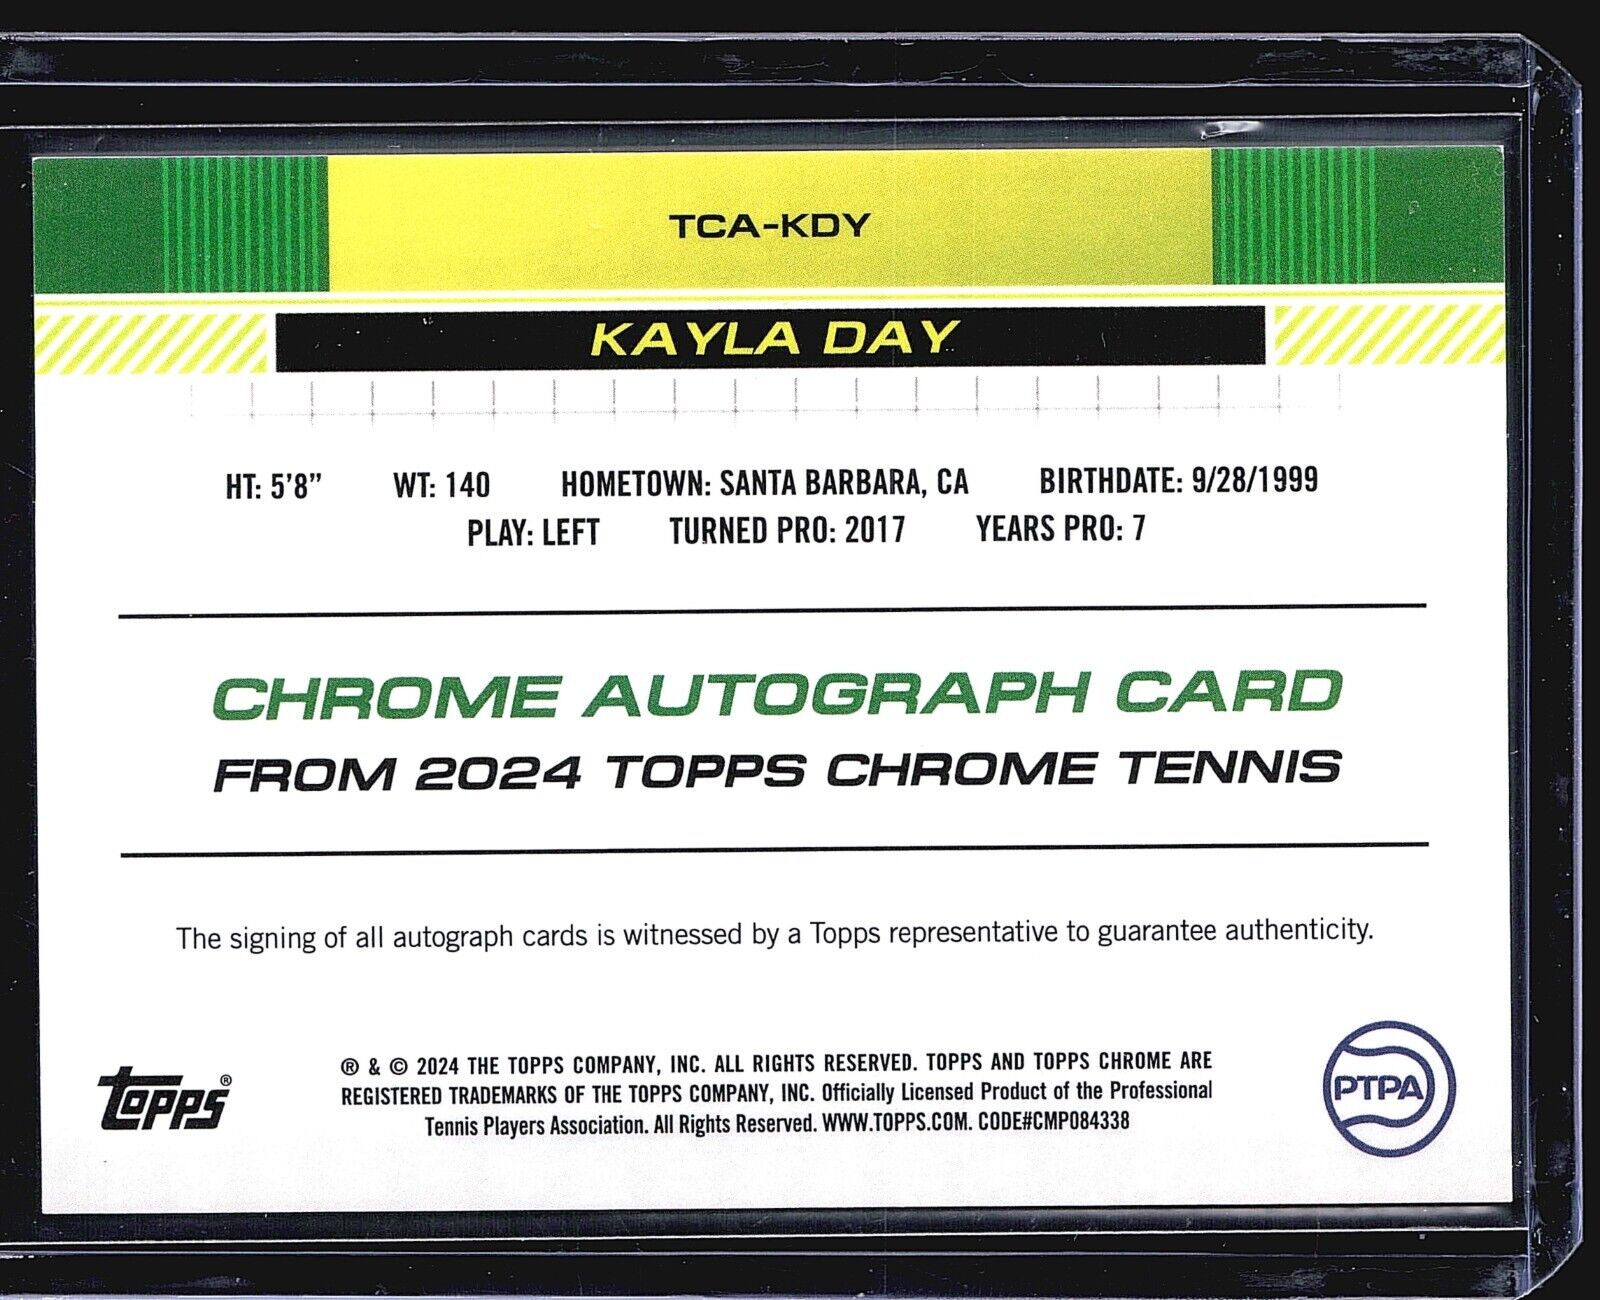 TCA-KDY
KAYLA DAY
HT: 5'8" WT: 140 HOMETOWN: SANTA BARBARA, CA BIRTHDATE: 9/28/1999
PLAY: LEFT TURNED PRO: 2017 YEARS PRO: 7
CHROME AUTOGRAPH CARD
FROM 2024 TOPPS CHROME TENNIS
The signing of all autograph cards is witnessed by a Topps representative to guarantee authenticity.
® & © 2024 THE TOPPS COMPANY, INC. ALL RIGHTS RESERVED. TOPPS AND TOPPS CHROME ARE
REGISTERED TRADEMARKS OF THE TOPPS COMPANY, INC. Officially Licensed Product of the Professional
Tennis Players Association. All Rights Reserved. WWW.TOPPS.COM. CODE#CMP084338
topps®
PTPA